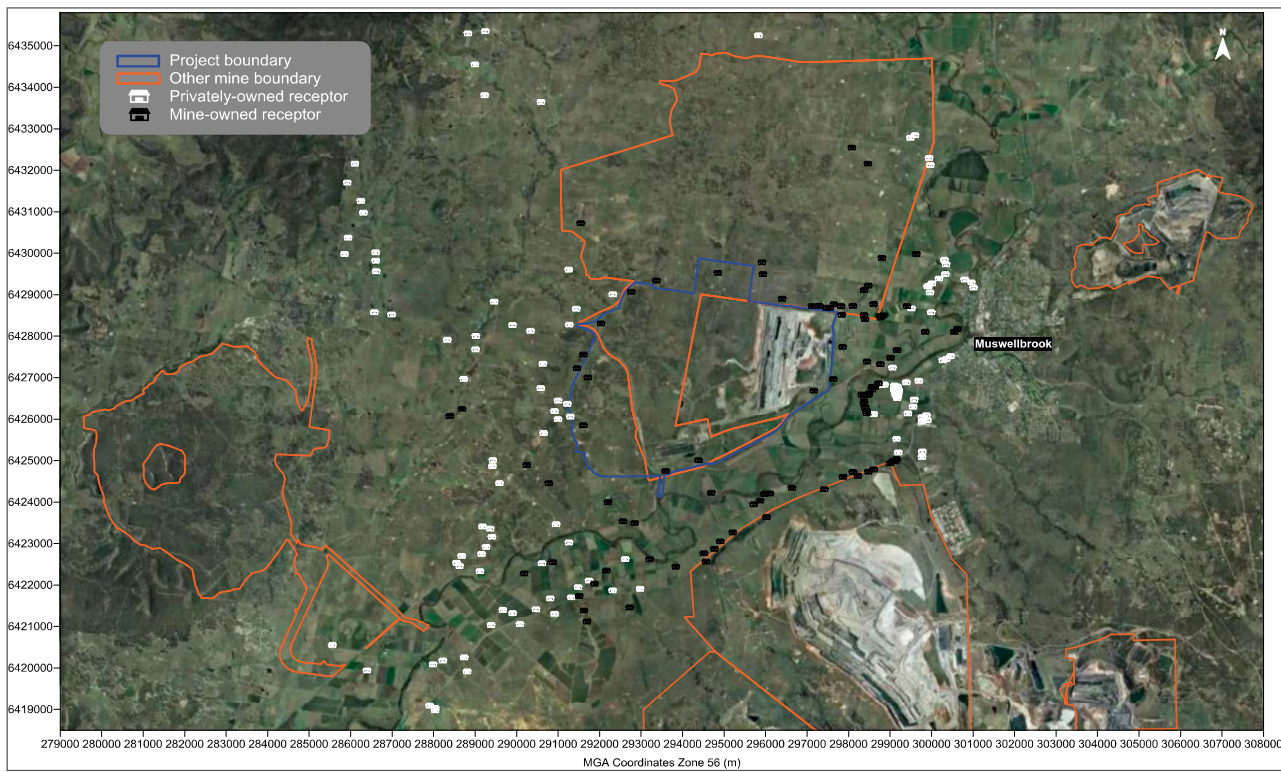 N
Project boundary
Other mine boundary
Privately-owned receptor
Mine-owned receptor
Muswellbrook
6435000
6434000
6433000
6432000
6431000
6430000
6429000
6428000
6427000
6426000
6425000
6424000
6423000
6422000
6421000
6420000
6419000
279000 280000 281000 282000 283000 284000 285000 286000 287000 288000 289000 290000 291000 292000 293000 294000 295000 296000 297000 298000 299000 300000 301000 302000 303000 304000 305000 306000 307000 308000
MGA Coordinates Zone 56 (m)